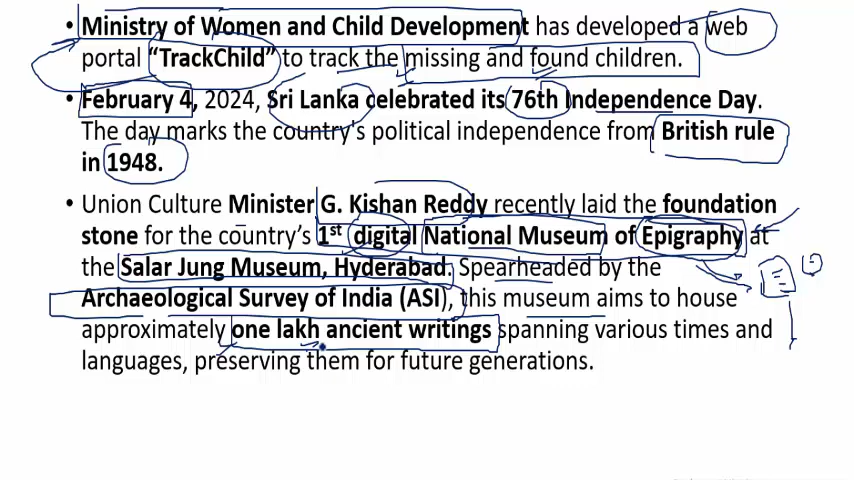 • Ministry of Women and Child Development has developed a web
portal “TrackChild” to track the missing and found children.
• February 4, 2024, Sri Lanka celebrated its 76th Independence Day.
The day marks the country's political independence from British rule
in 1948.
• Union Culture Minister G. Kishan Reddy recently laid the foundation
stone for the country's 1st digital National Museum of Epigraphy at
the Salar Jung Museum, Hyderabad. Spearheaded by the
Archaeological Survey of India (ASI), this museum aims to house
approximately one lakh ancient writings spanning various times and
languages, preserving them for future generations.